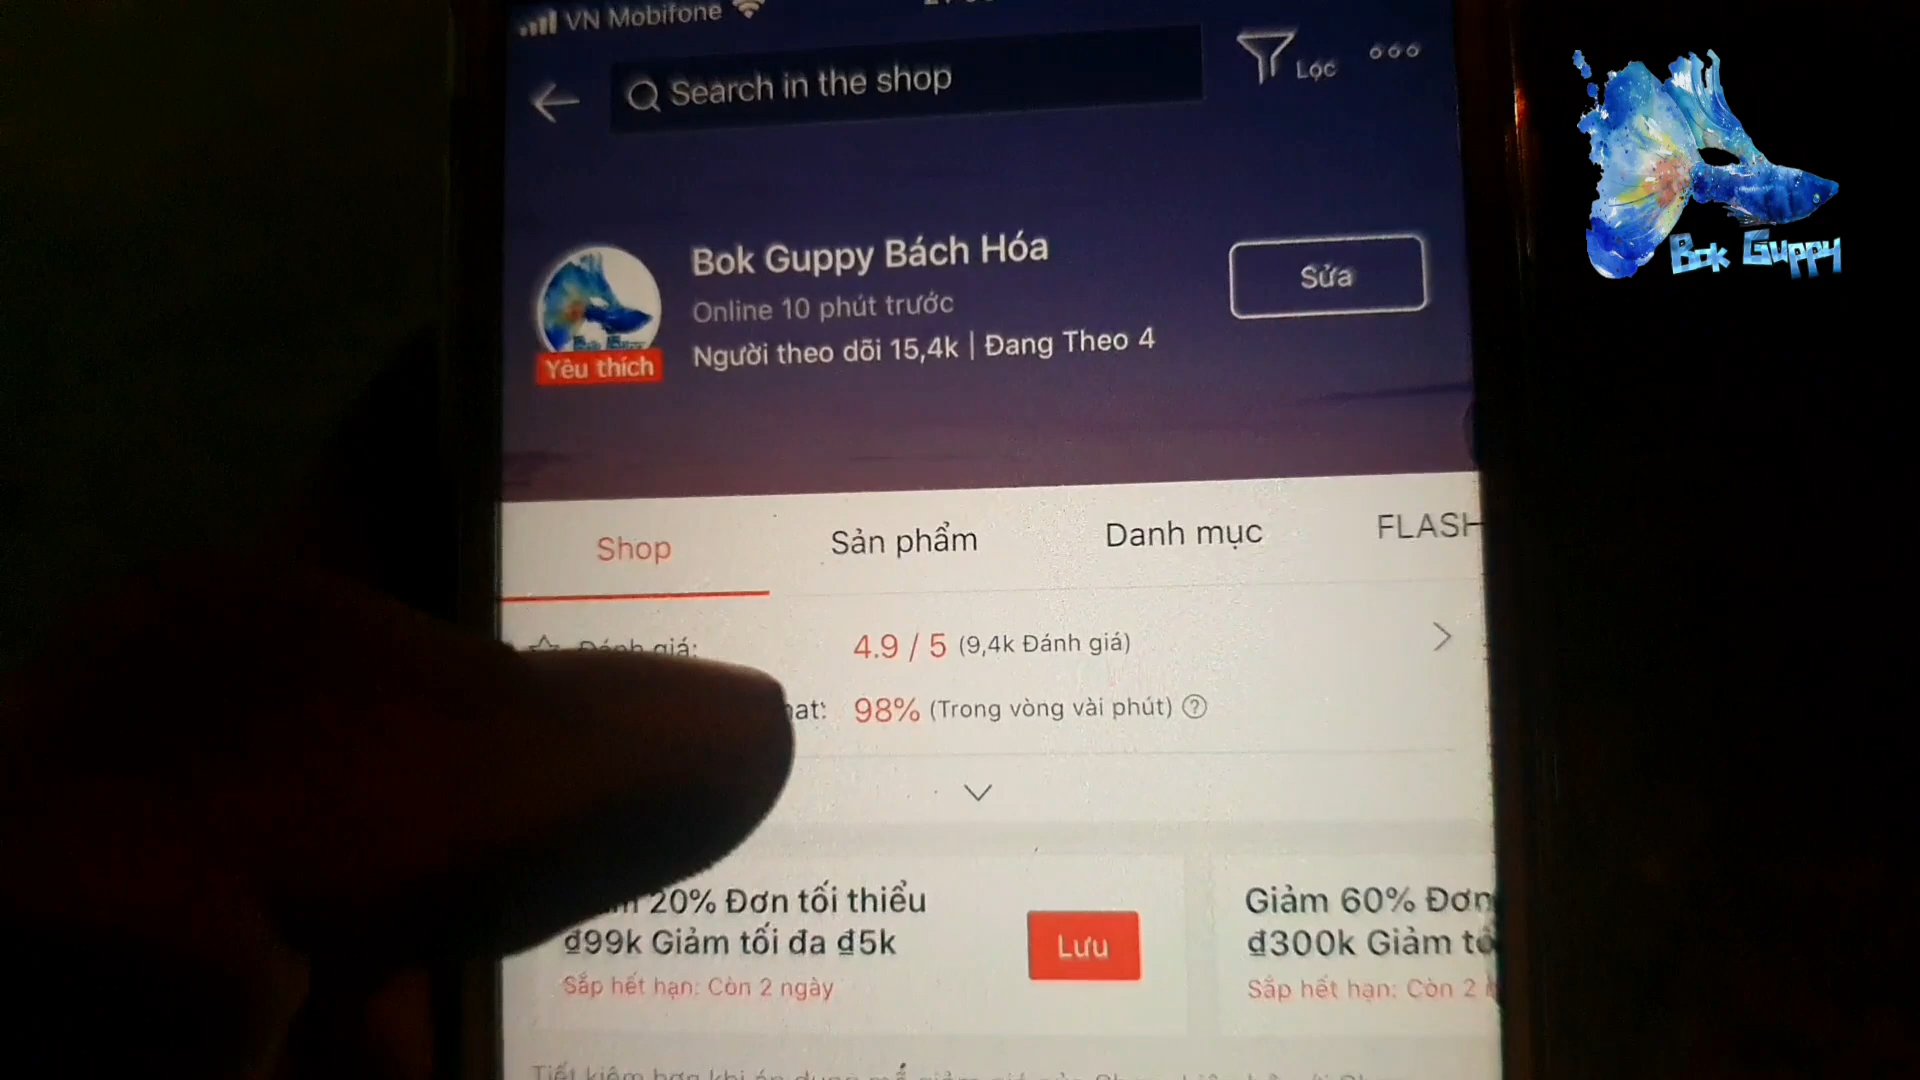 VN Mobifone
Search in the shop
Lọc
Bok Guppy
Bok Guppy Bách Hóa
Online 10 phút trước
Sửa
Người theo dõi 15,4k | Đang Theo 4
Yêu thích
Shop
Sản phẩm
Danh mục
FLASH
Đánh giá:
4.9 / 5 (9,4k Đánh giá)
98% (Trong vòng vài phút)
20% Đơn tối thiểu
₫99k Giảm tối đa ₫5k
Sắp hết hạn: Còn 2 ngày
Lưu
Giảm 60% Đơn
₫300k Giảm tố
Sắp hết hạn: Còn 2